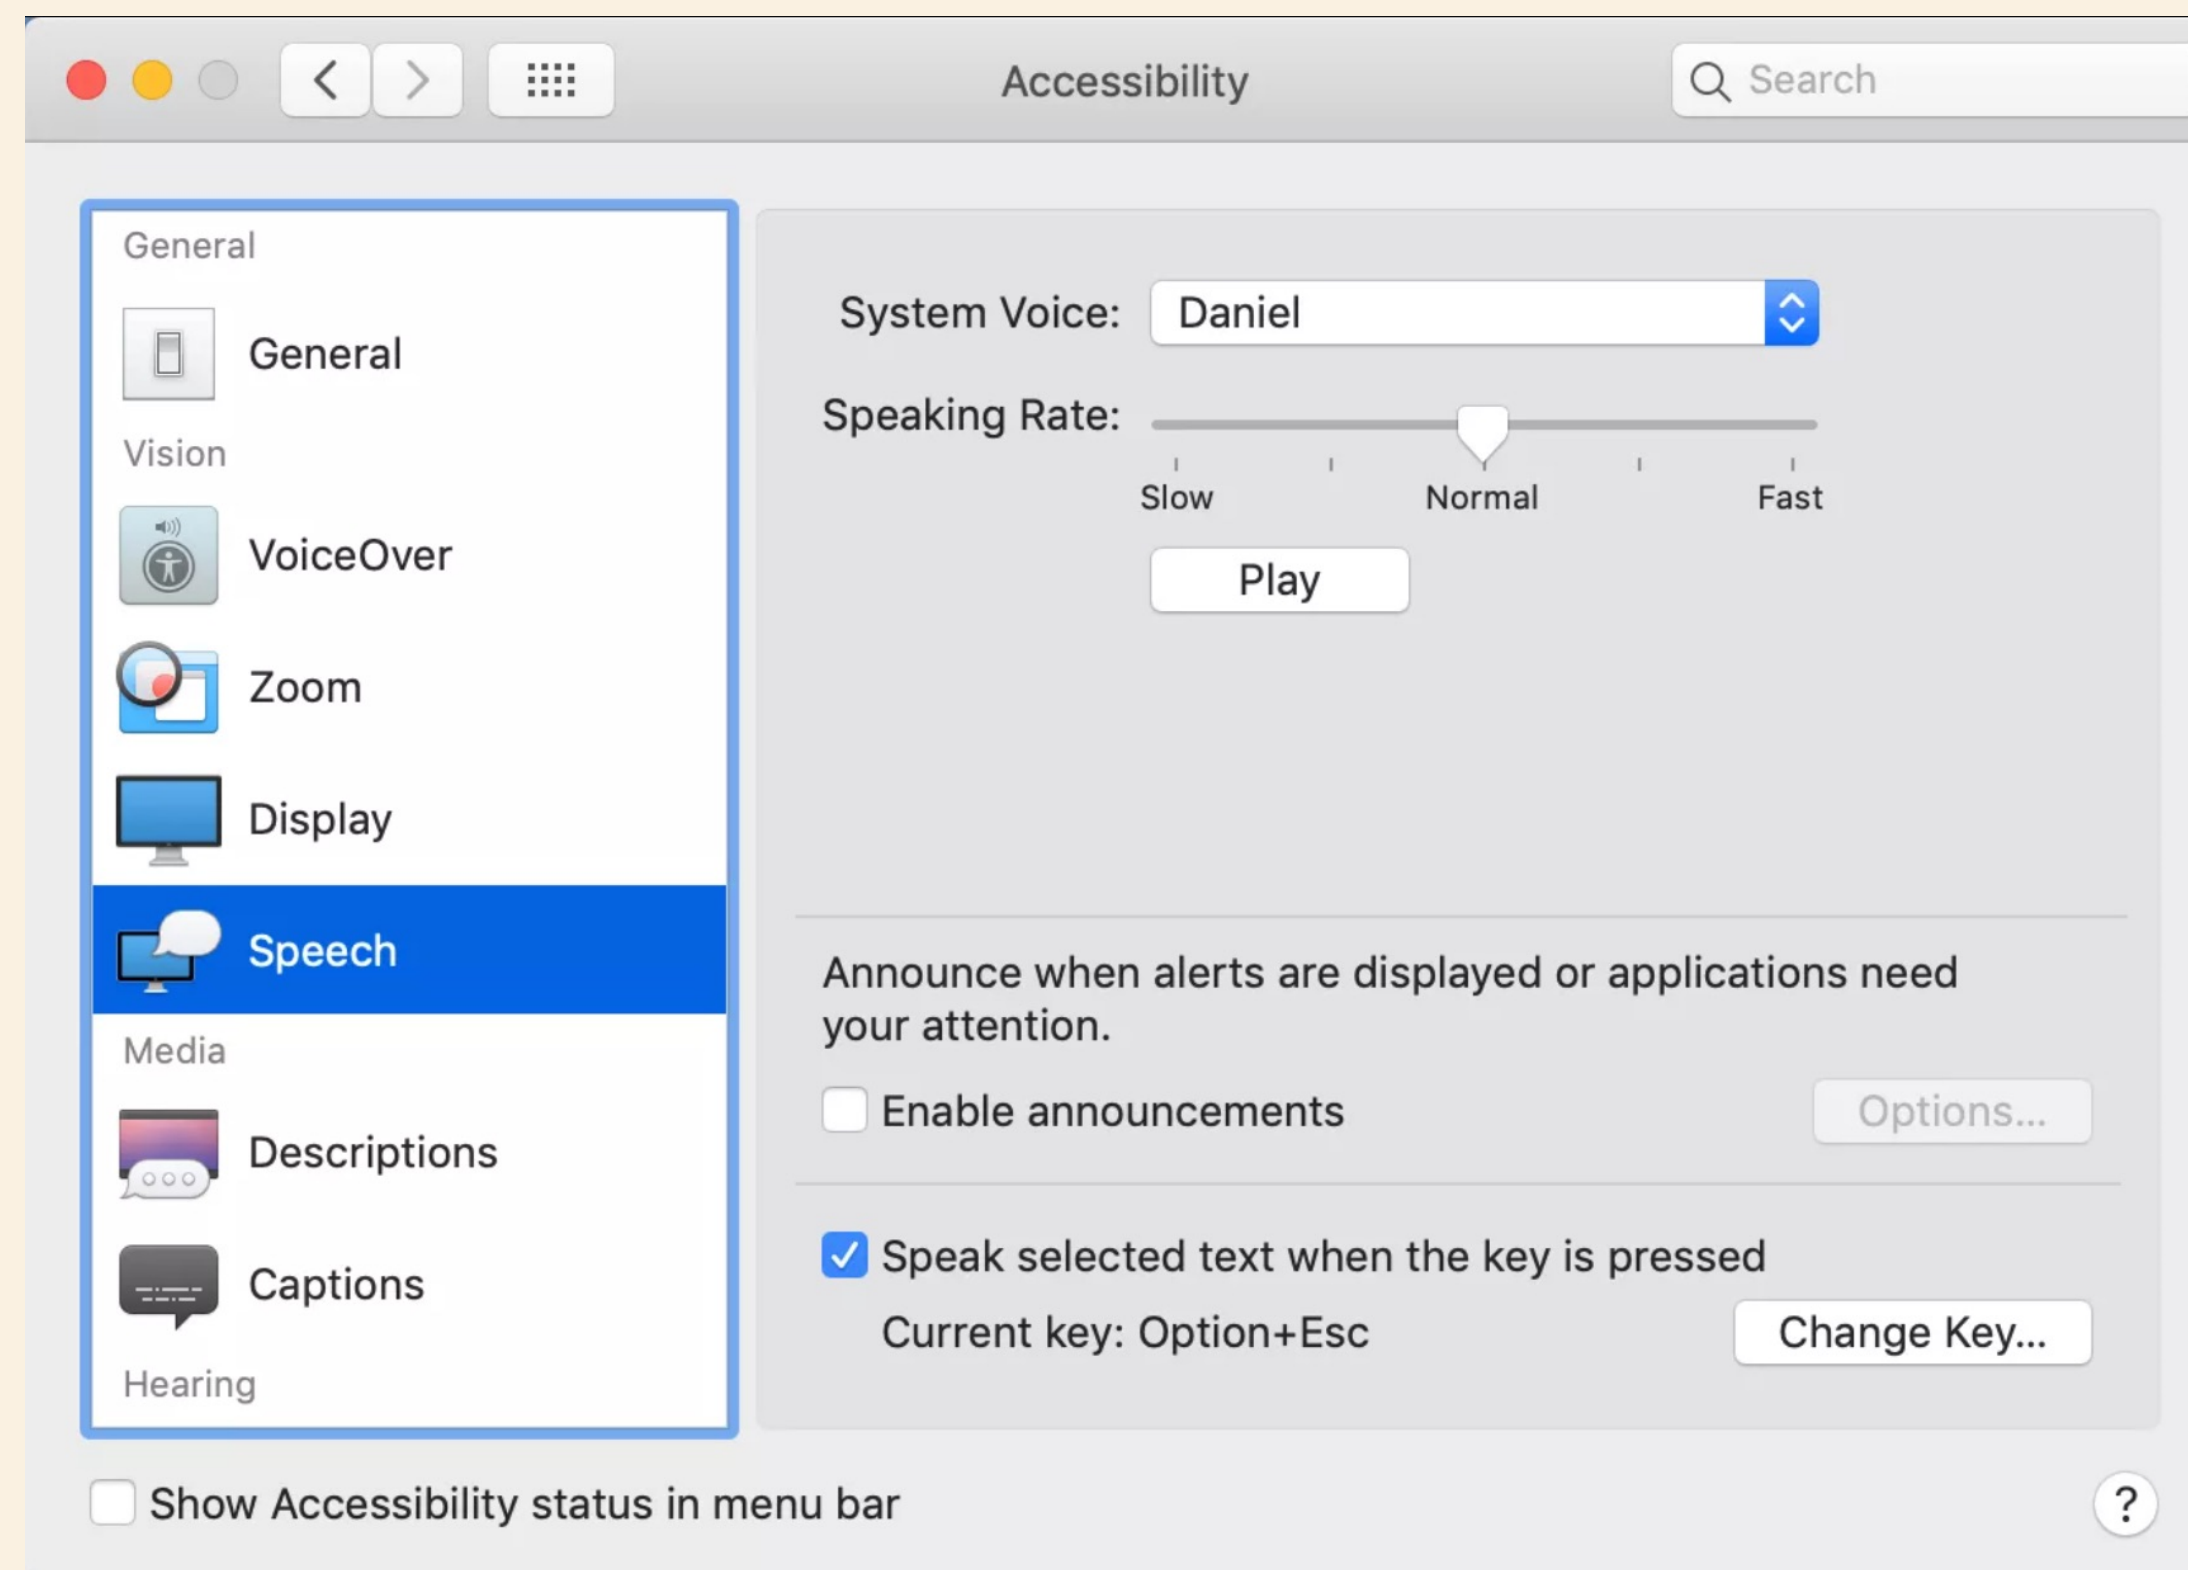 Accessibility
Search
General
General
Vision
VoiceOver
Zoom
Display
Speech
Media
Descriptions
Captions
Hearing
System Voice: Daniel
Speaking Rate:
Slow Normal Fast
Play
Announce when alerts are displayed or applications need
your attention.
Enable announcements Options...
Speak selected text when the key is pressed
Current key: Option+Esc Change Key...
Show Accessibility status in menu bar ?